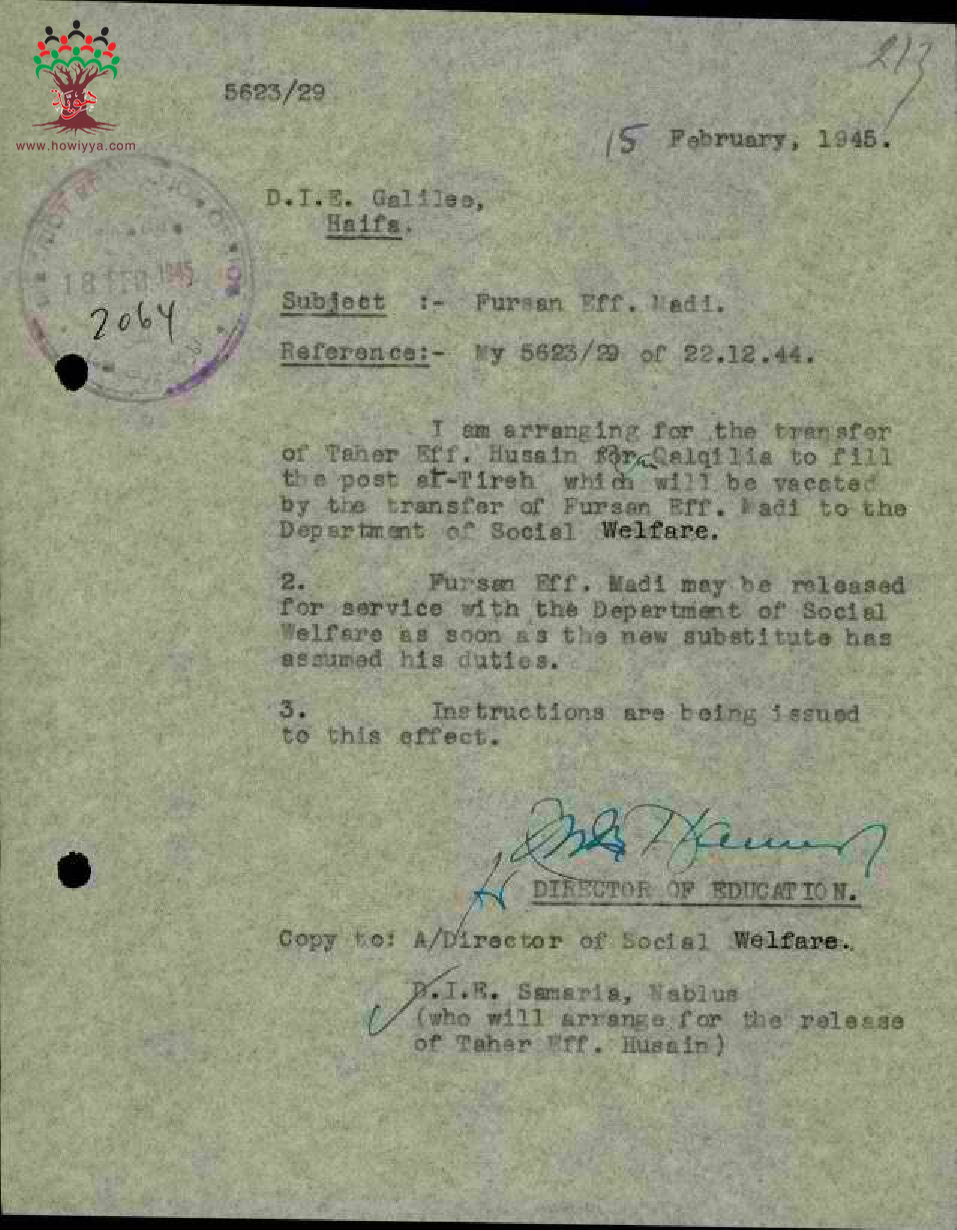 213
5623/29
www.howiyya.com
15 February, 1945.
D.I.E. Galilee,
Haifa.
18 FEB 1945
2064
Subject :- Fursan Eff. Madi.
Reference:- My 5623/29 of 22.12.44.
I am arranging for the transfer
of Taher Eff. Husain for Qalqilia to fill
the post at-Tireh which will be vacated
by the transfer of Fursan Eff. Madi to the
Department of Social Welfare.
2. Fursan Eff. Madi may be released
for service with the Department of Social
Welfare as soon as the new substitute has
assumed his duties.
3. Instructions are being issued
to this effect.
DIRECTOR OF EDUCATION.
Copy to: A/Director of Social Welfare.
D.I.E. Samaria, Nablus
(who will arrange for the release
of Taher Eff. Husain)